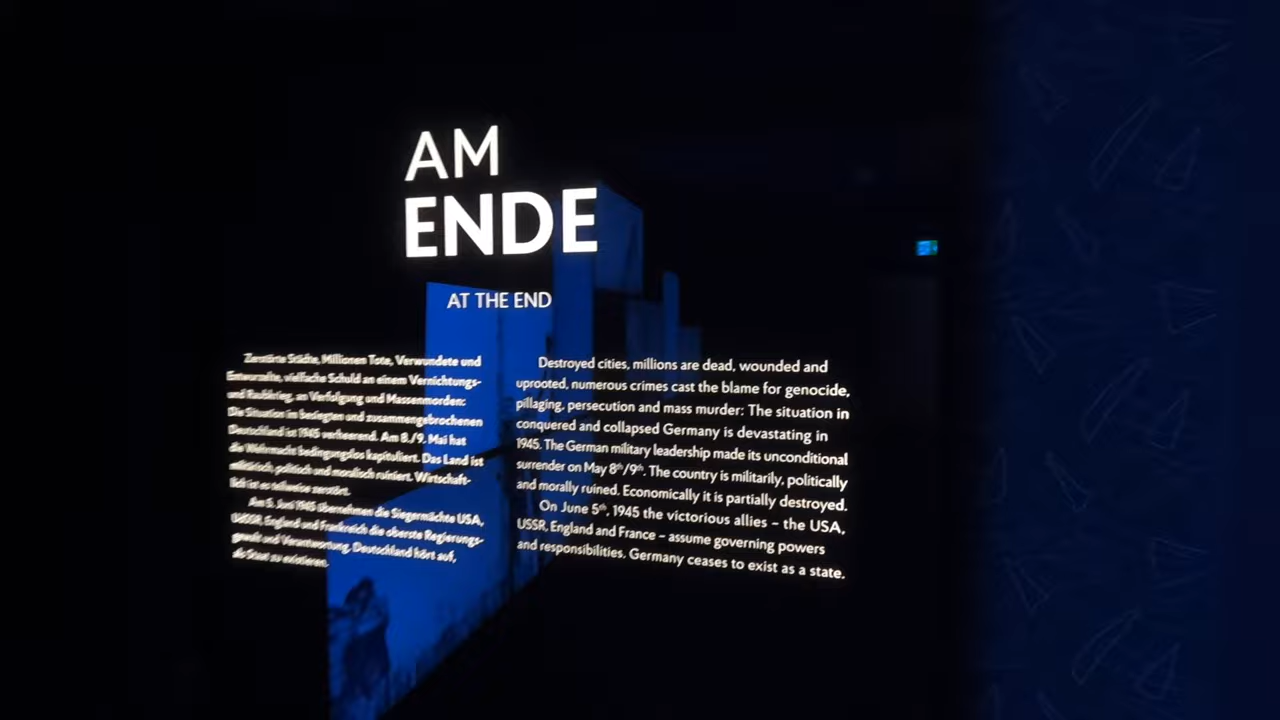 AM
ENDE
AT THE END
Zerstörte Städte, Millionen Tote, Verwundete und
Entwurzelte, vielfache Schuld an einem Vernichtungs-
und Raubkrieg, an Verfolgung und Massenmorden:
Die Situation im besiegten und zusammengebrochenen
Deutschland ist 1945 verheerend. Am 8./9. Mai hat
die Wehrmacht bedingungslos kapituliert. Das Land ist
militärisch, politisch und moralisch ruiniert. Wirtschaft-
lich ist es teilweise zerstört.
Am 5. Juni 1945 übernehmen die Siegermächte USA,
UdSSR, England und Frankreich die oberste Regierungs-
gewalt und Verantwortung. Deutschland hört auf,
als Staat zu existieren.
Destroyed cities, millions are dead, wounded and
uprooted, numerous crimes cast the blame for genocide,
pillaging, persecution and mass murder: The situation in
conquered and collapsed Germany is devastating in
1945. The German military leadership made its unconditional
surrender on May 8th/9th. The country is militarily, politically
and morally ruined. Economically it is partially destroyed.
On June 5th, 1945 the victorious allies – the USA,
USSR, England and France – assume governing powers
and responsibilities. Germany ceases to exist as a state.